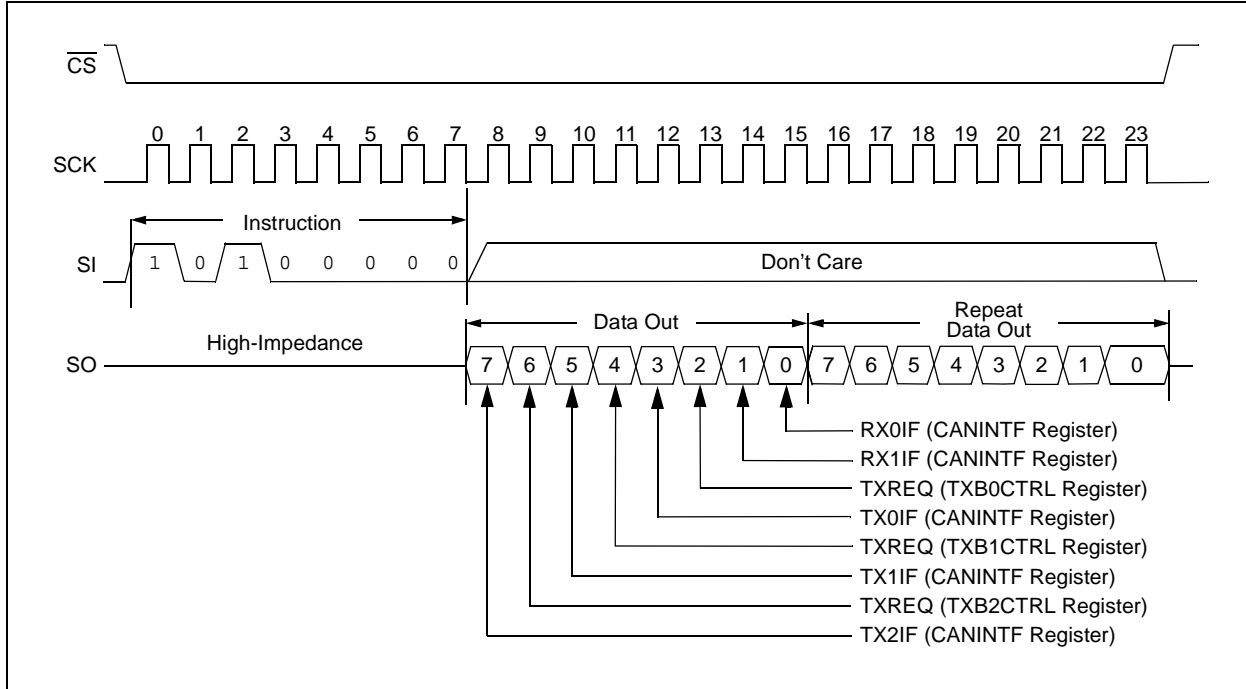 CS
0 1 2 3 4 5 6 7 8 9 10 11 12 13 14 15 16 17 18 19 20 21 22 23
SCK
Instruction
SI 1 0 1 0 0 0 0 0 Don't Care
Repeat
Data Out Data Out
High-Impedance
SO 7 6 5 4 3 2 1 0 7 6 5 4 3 2 1 0
RX0IF (CANINTF Register)
RX1IF (CANINTF Register)
TXREQ (TXB0CTRL Register)
TX0IF (CANINTF Register)
TXREQ (TXB1CTRL Register)
TX1IF (CANINTF Register)
TXREQ (TXB2CTRL Register)
TX2IF (CANINTF Register)